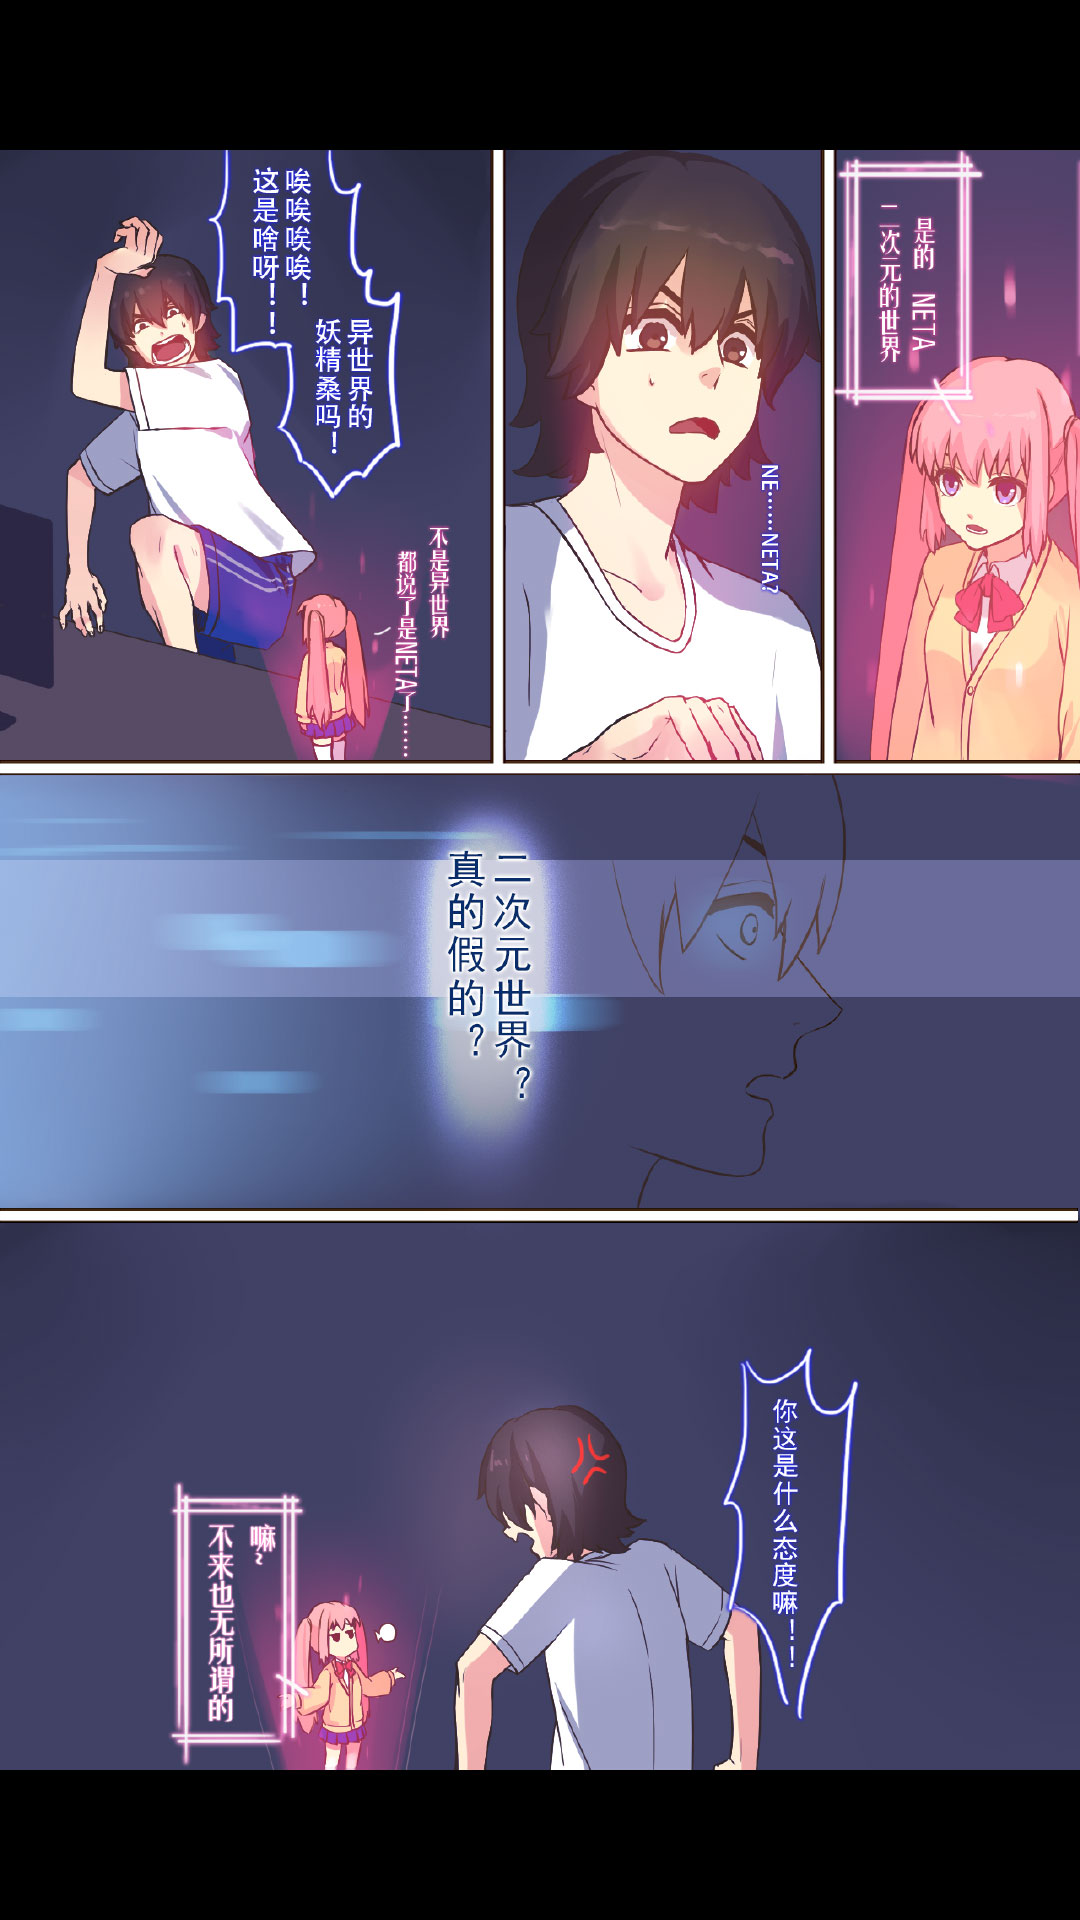 唉唉唉唉！
这是啥呀！！
异世界的
妖精桑吗！
不是异世界
都说了是NETA了……
NE……NETA?
是的 NETA
二次元的世界
二次元世界？
真的假的？
你这是什么态度嘛！！
嘛~
不来也无所谓的